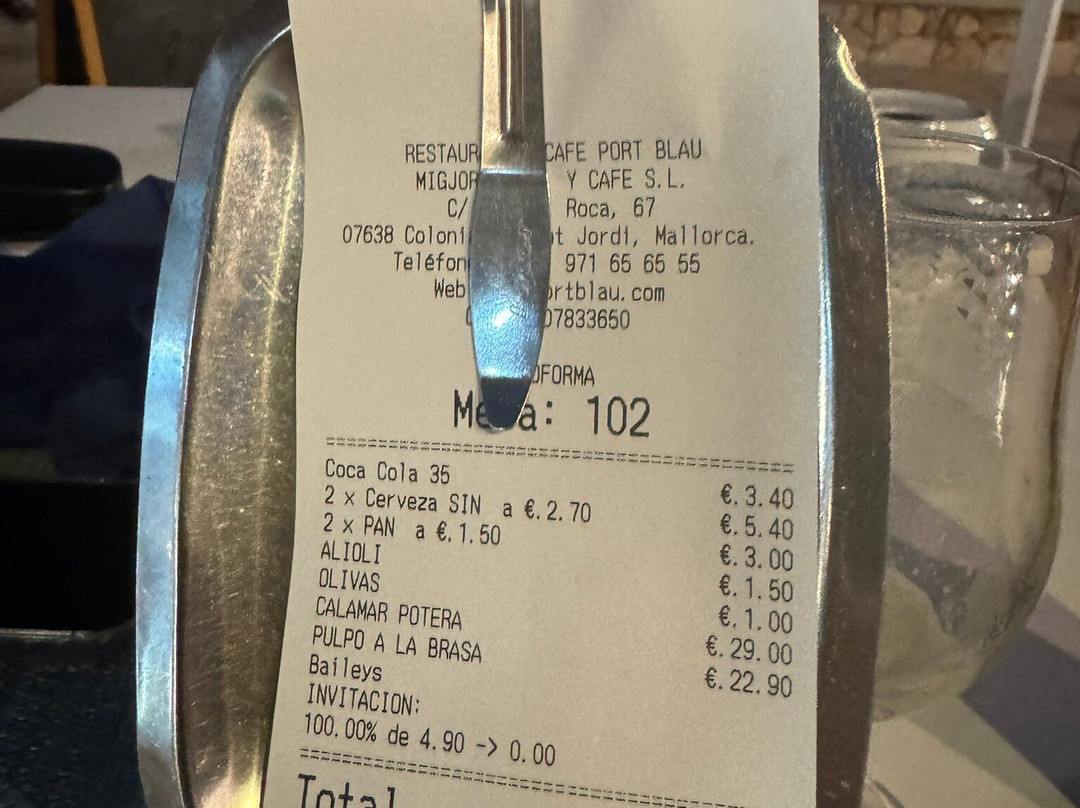 RESTAUR CAFE PORT BLAU
MIGJOR Y CAFE S.L.
C/ Roca, 67
07638 Coloni t Jordi, Mallorca.
Teléfon 971 65 65 55
Web ortblau.com
07833650
OFORMA
Mesa: 102
Coca Cola 35 €.3.40
2 x Cerveza SIN a €.2.70 €.5.40
2 x PAN a €.1.50 €.3.00
ALIOLI €.1.50
OLIVAS €.1.00
CALAMAR POTERA €.29.00
PULPO A LA BRASA €.22.90
Baileys
INVITACION:
100.00% de 4.90 -> 0.00
Total